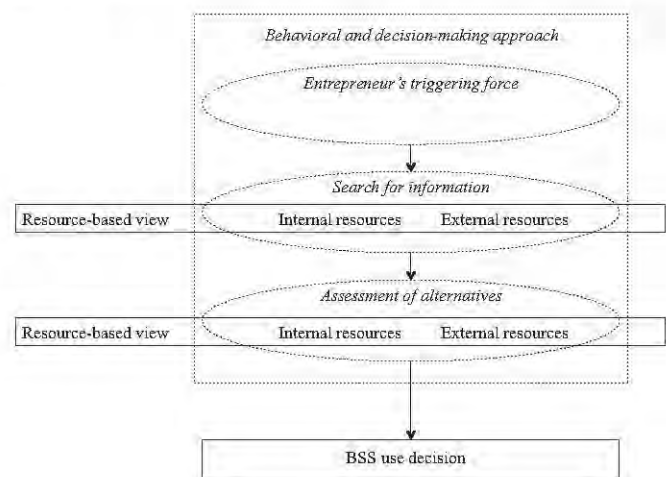 Behavioral and decision-making approach
Entrepreneur's triggering force
Search for information
Resource-based view Internal resources External resources
Assessment of alternatives
Resource-based view Internal resources External resources
BSS use decision